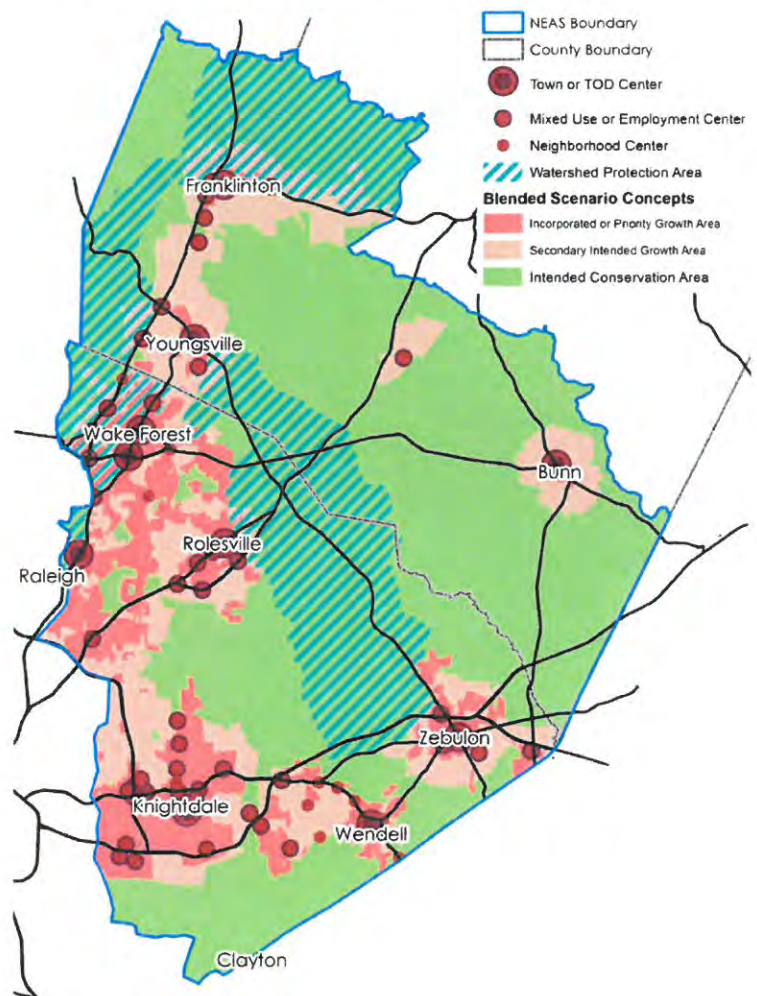 NEAS Boundary
County Boundary
Town or TOD Center
Mixed Use or Employment Center
Neighborhood Center
Watershed Protection Area
Blended Scenario Concepts
Incorporated or Priority Growth Area
Secondary Intended Growth Area
Intended Conservation Area
Franklinton
Youngsville
Wake Forest
Bunn
Rolesville
Raleigh
Zebulon
Knightdale
Wendell
Clayton